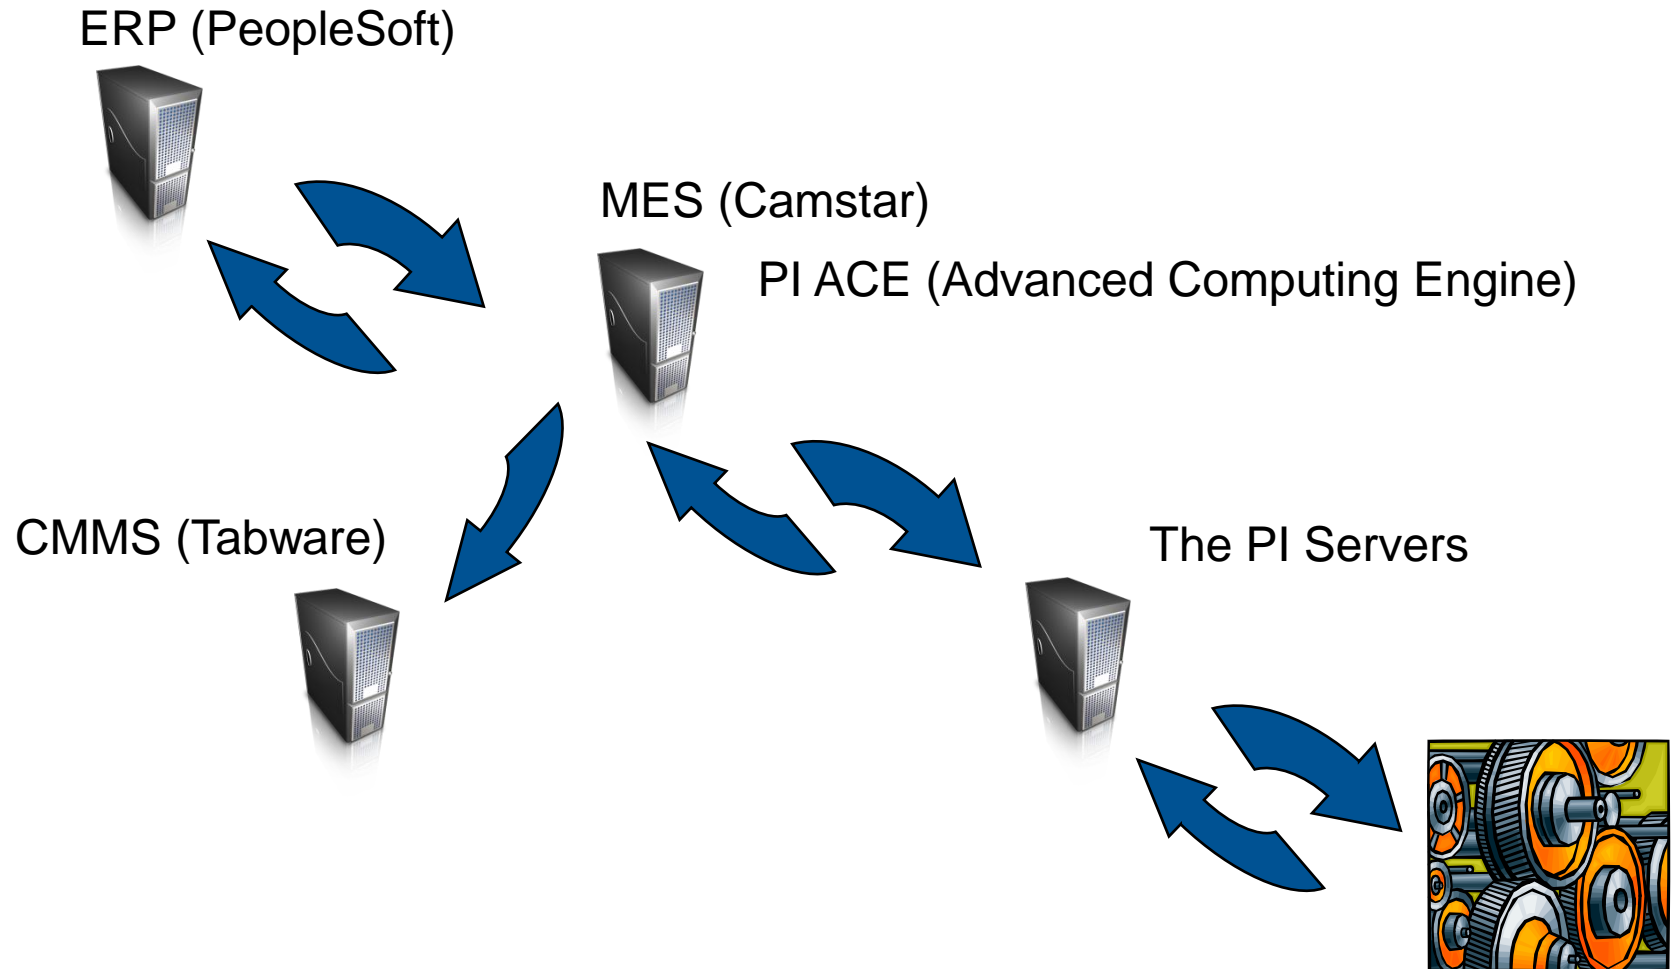 ERP (PeopleSoft)
MES (Camstar)
PI ACE (Advanced Computing Engine)
CMMS (Tabware)
The PI Servers